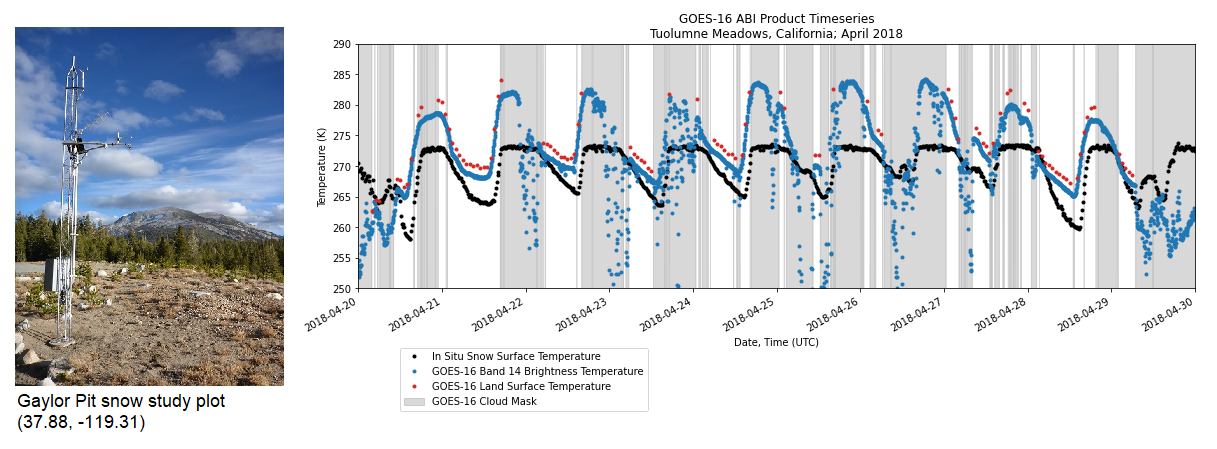 GOES-16 ABI Product Timeseries
Tuolumne Meadows, California; April 2018
Temperature (K)
290
285
280
275
270
265
260
255
250
2018-04-20
2018-04-21
2018-04-22
2018-04-23
2018-04-24
2018-04-25
2018-04-26
2018-04-27
2018-04-28
2018-04-29
2018-04-30
Date, Time (UTC)
In Situ Snow Surface Temperature
GOES-16 Band 14 Brightness Temperature
GOES-16 Land Surface Temperature
GOES-16 Cloud Mask
Gaylor Pit snow study plot
(37.88, -119.31)